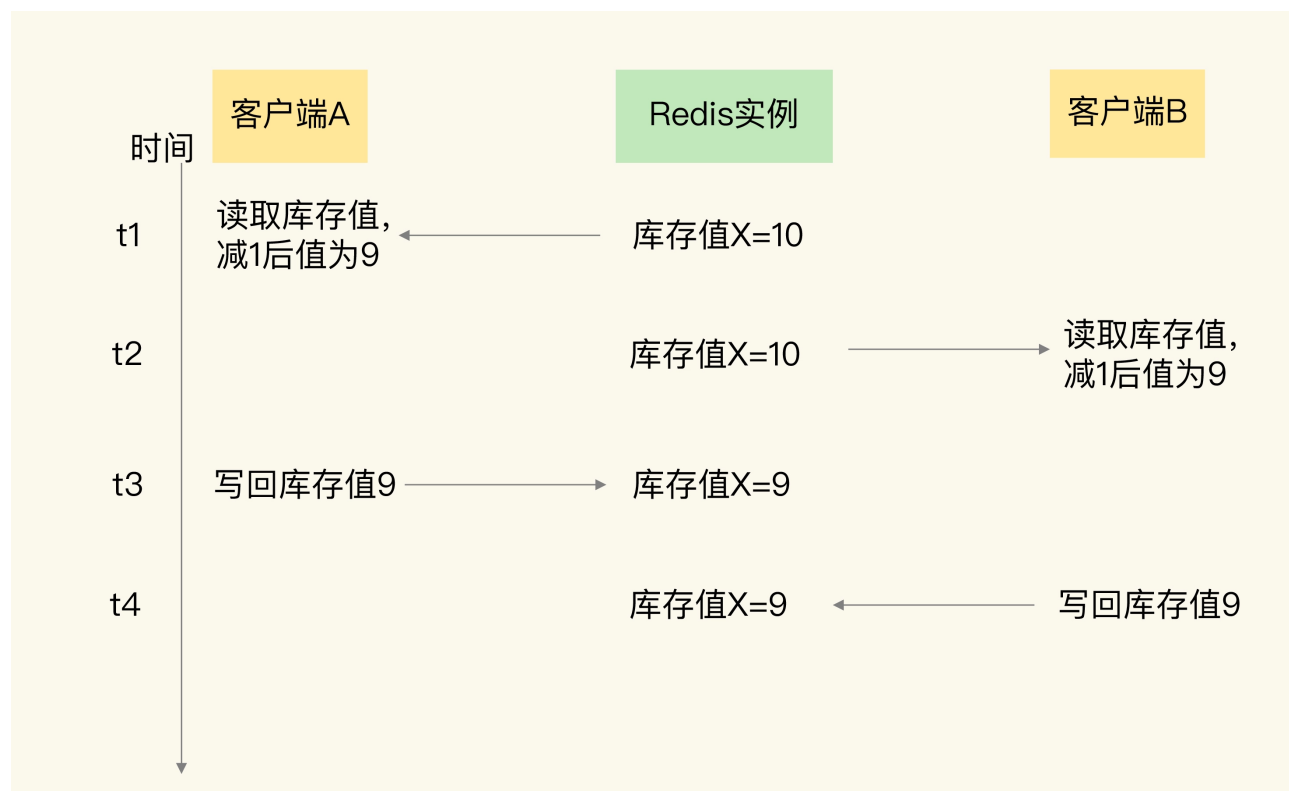 客户端A
Redis实例
客户端B
时间
t1
读取库存值，
减1后值为9
库存值X=10
t2
库存值X=10
读取库存值，
减1后值为9
t3
写回库存值9
库存值X=9
t4
库存值X=9
写回库存值9